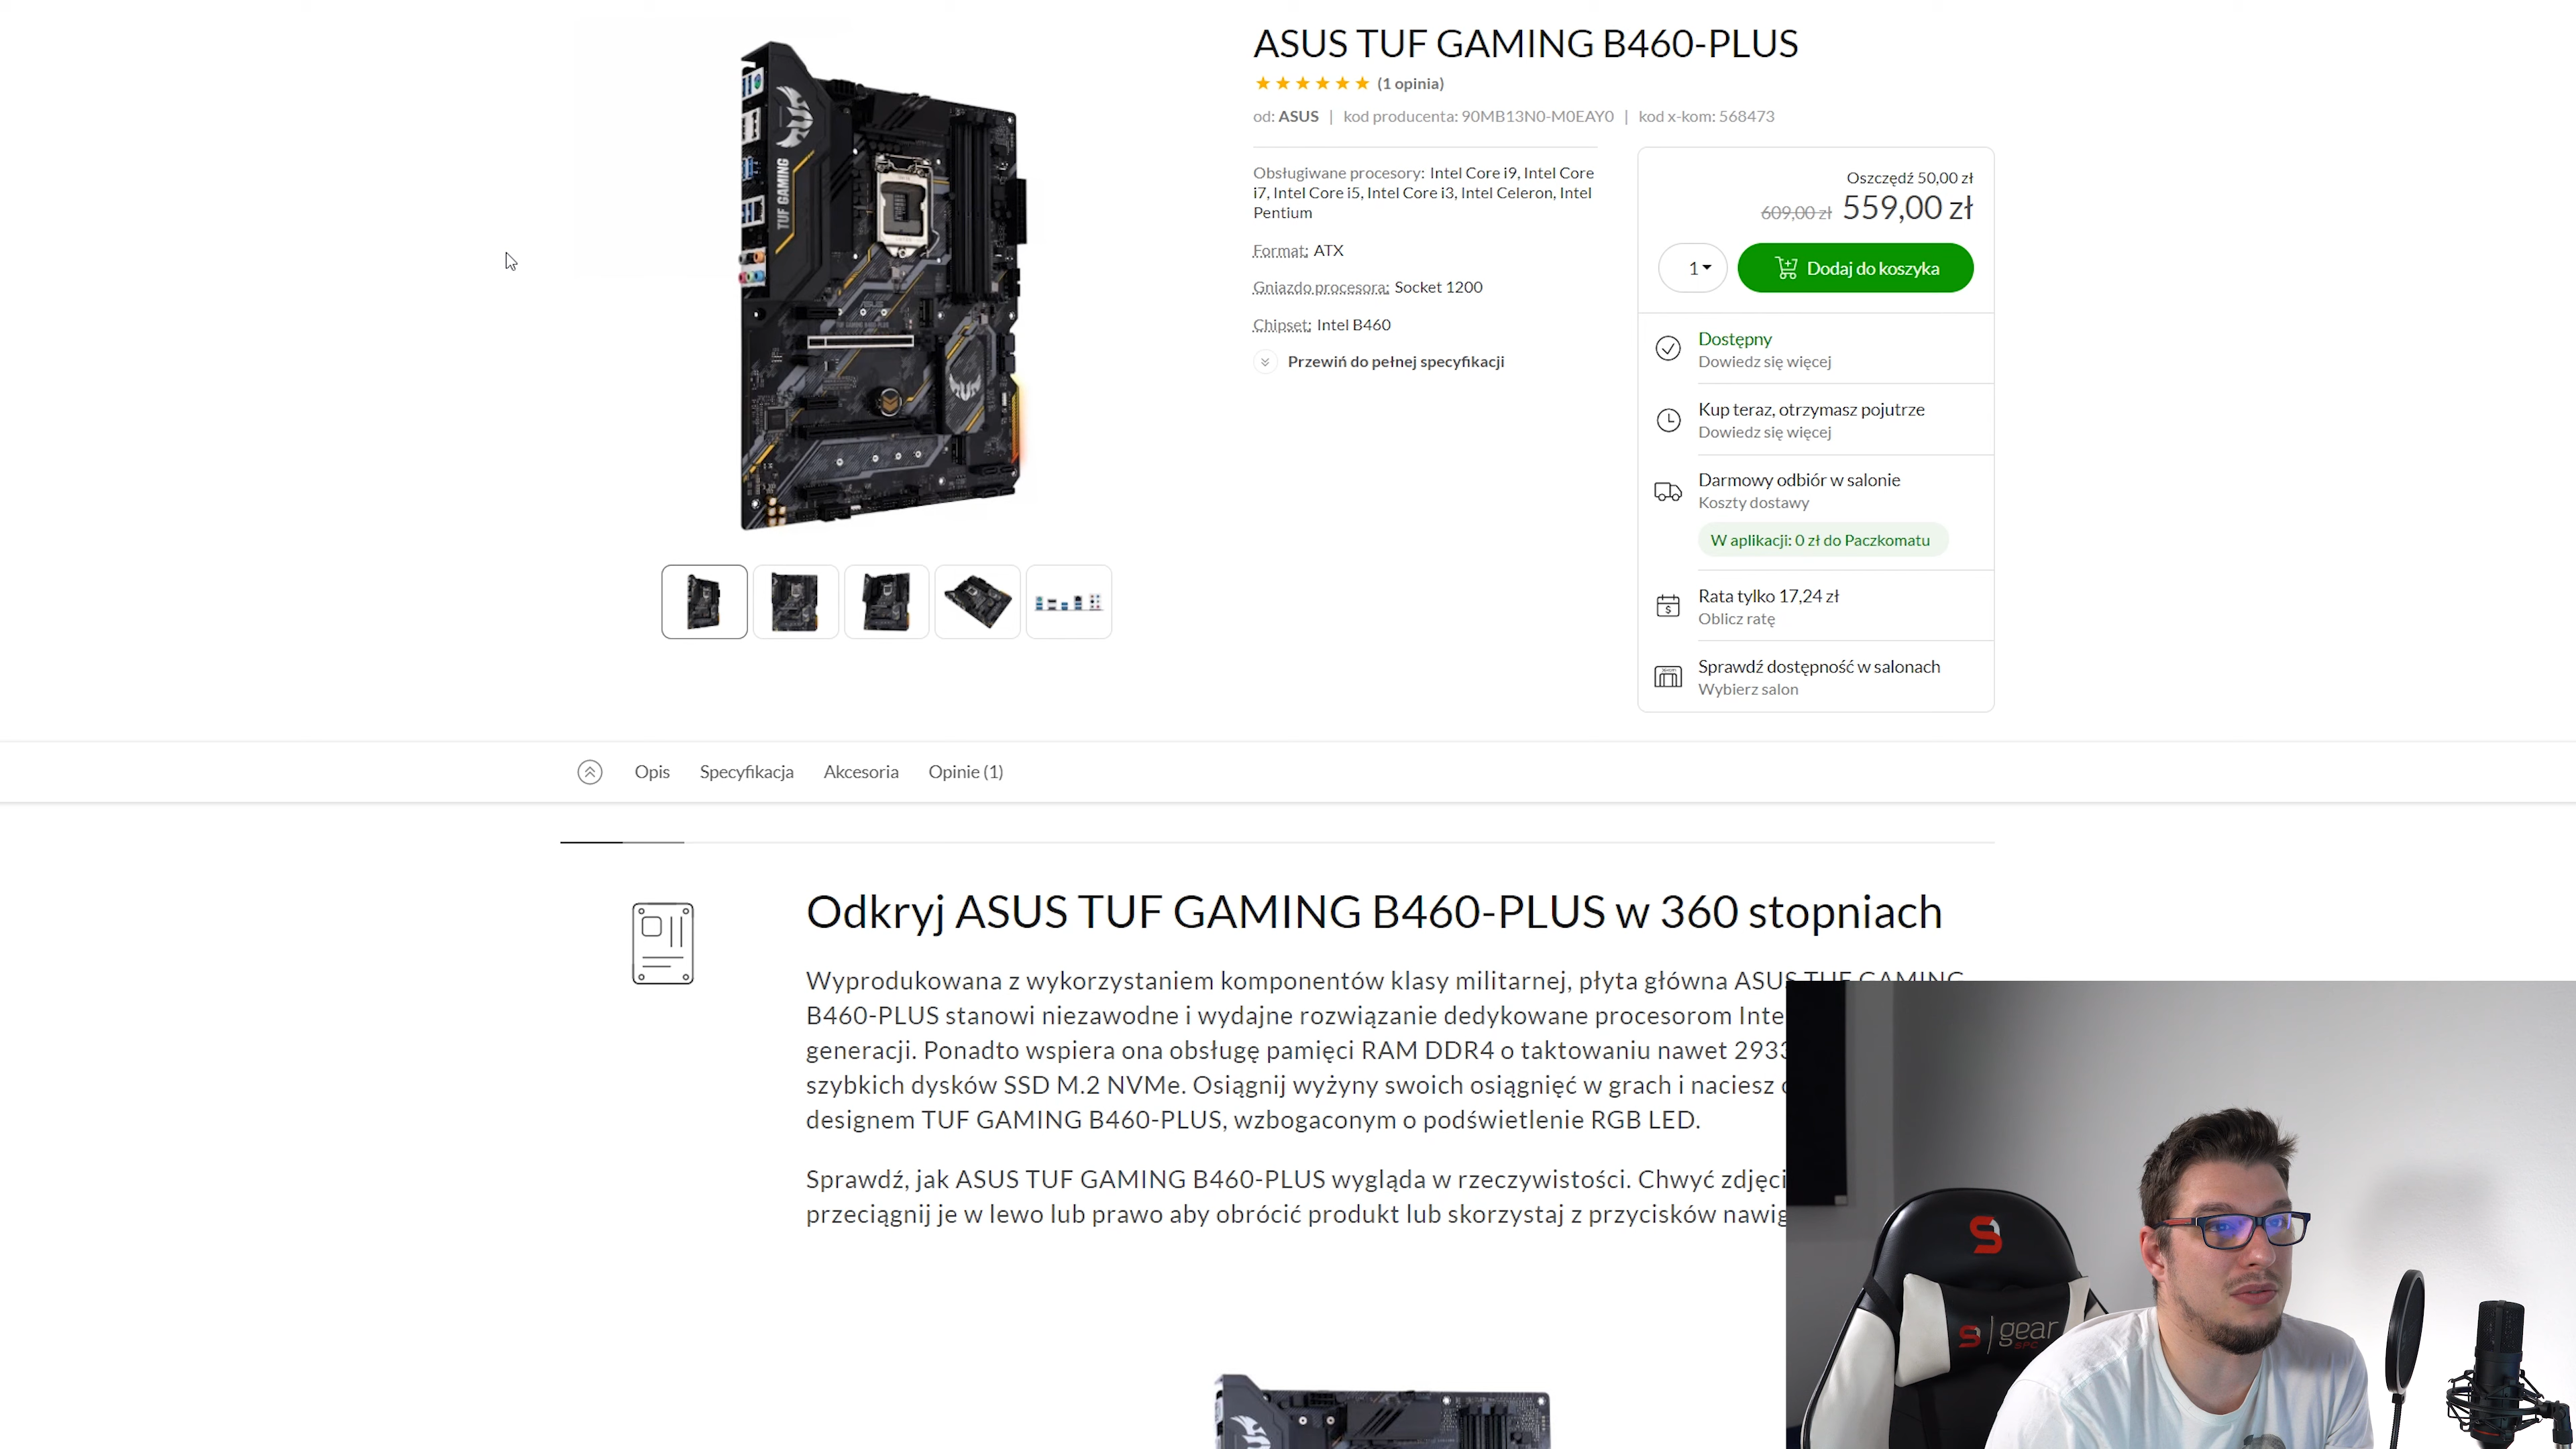 ASUS TUF GAMING B460-PLUS
(1 opinia)
od: ASUS | kod producenta: 90MB13N0-M0EAY0 | kod x-kom: 568473
Obsługiwane procesory: Intel Core i9, Intel Core
i7, Intel Core i5, Intel Core i3, Intel Celeron, Intel
Pentium
Format: ATX
Gniazdo procesora: Socket 1200
Chipset: Intel B460
Przewiń do pełnej specyfikacji
Oszczędź 50,00 zł
609,00 zł 559,00 zł
1
Dodaj do koszyka
Dostępny
Dowiedz się więcej
Kup teraz, otrzymasz pojutrze
Dowiedz się więcej
Darmowy odbiór w salonie
Koszty dostawy
W aplikacji: 0 zł do Paczkomatu
Rata tylko 17,24 zł
Oblicz ratę
Sprawdź dostępność w salonach
Wybierz salon
TUF GAMING
Opis
Specyfikacja
Akcesoria
Opinie (1)
Odkryj ASUS TUF GAMING B460-PLUS w 360 stopniach
Wyprodukowana z wykorzystaniem komponentów klasy militarnej, płyta główna ASUS TUF GAMING
B460-PLUS stanowi niezawodne i wydajne rozwiązanie dedykowane procesorom Inte
generacji. Ponadto wspiera ona obsługę pamięci RAM DDR4 o taktowaniu nawet 2933
szybkich dysków SSD M.2 NVMe. Osiągnij wyżyny swoich osiągnięć w grach i naciesz
designem TUF GAMING B460-PLUS, wzbogaconym o podświetlenie RGB LED.
Sprawdź, jak ASUS TUF GAMING B460-PLUS wygląda w rzeczywistości. Chwyć zdjęci
przeciągnij je w lewo lub prawo aby obrócić produkt lub skorzystaj z przycisków nawig
S
S | gear
SPC